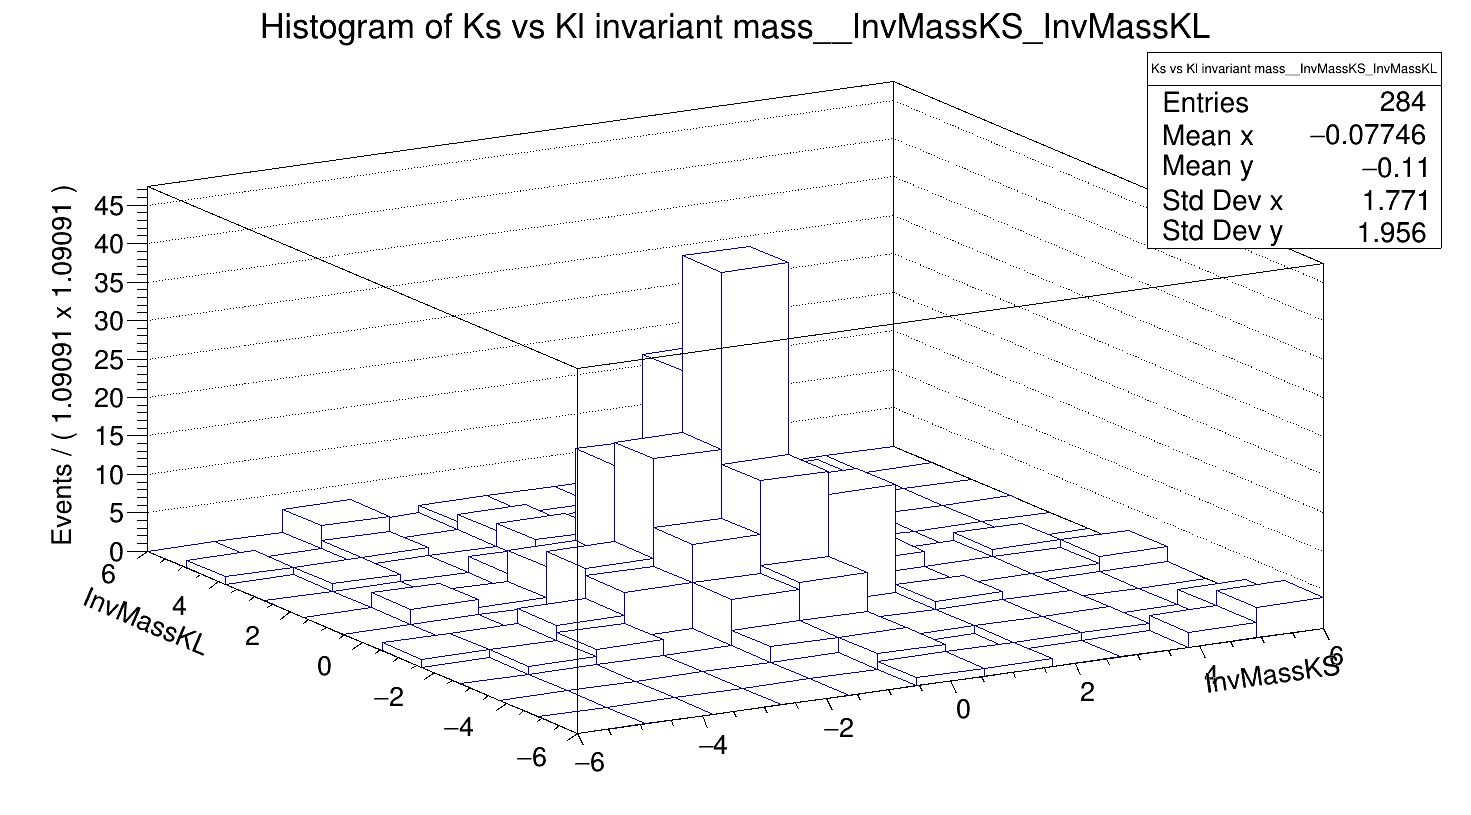 Histogram of Ks vs Kl invariant mass__InvMassKS_InvMassKL
Ks vs Kl invariant mass__InvMassKS_InvMassKL
Entries 284
Mean x −0.07746
Mean y −0.11
Std Dev x 1.771
Std Dev y 1.956
Events / ( 1.09091 x 1.09091 )
45
40
35
30
25
20
15
10
5
0
6
4
2
0
−2
−4
−6
InvMassKL
−6
−4
−2
0
2
4
6
InvMassKS